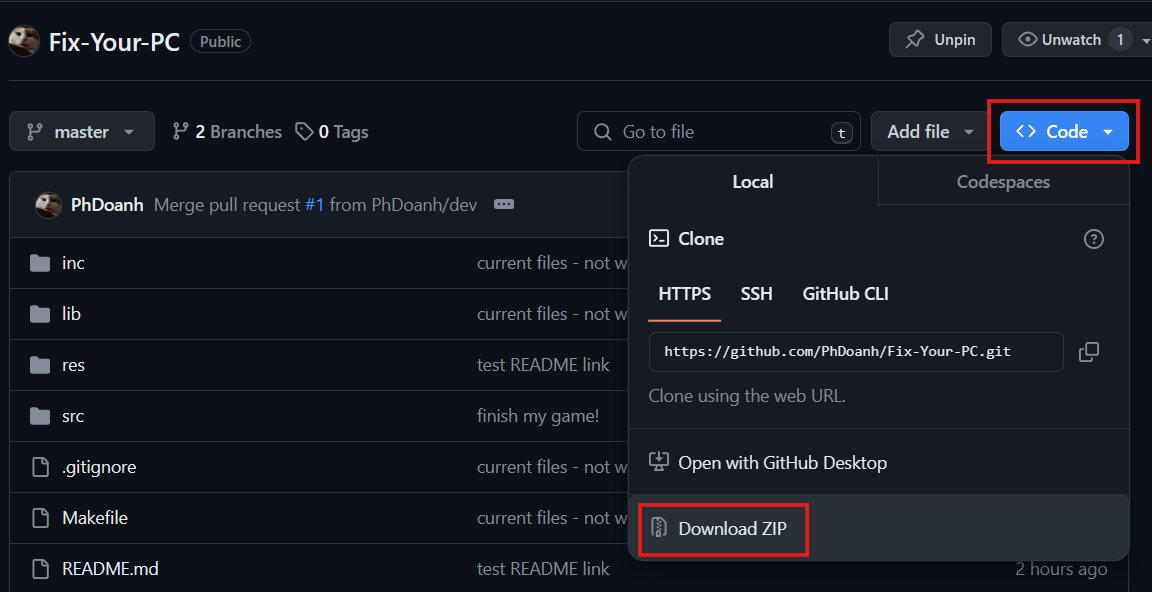 Fix-Your-PC Public Unpin Unwatch 1
master 2 Branches 0 Tags Go to file t Add file Code
Local Codespaces
PhDoanh Merge pull request #1 from PhDoanh/dev
Clone
inc current files - not w
HTTPS SSH GitHub CLI
lib current files - not w
https://github.com/PhDoanh/Fix-Your-PC.git
res test README link
Clone using the web URL.
src finish my game!
.gitignore current files - not w
Open with GitHub Desktop
Makefile current files - not w
Download ZIP
README.md test README link 2 hours ago